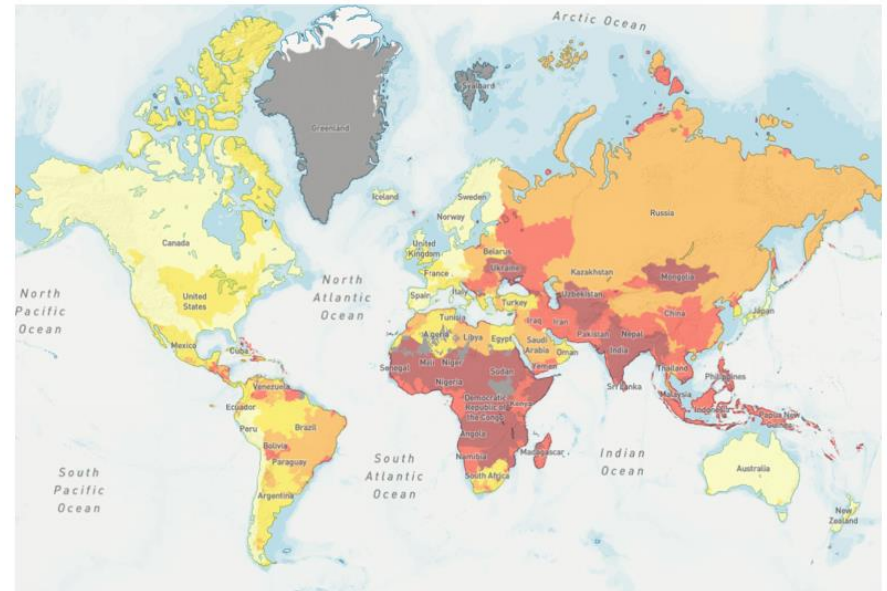 Arctic Ocean
Svalbard
Greenland
Iceland
Sweden
Norway
Russia
Canada
United
Kingdom
Belarus
Ukraine
Kazakhstan
Mongolia
France
North
Pacific
Ocean
United
States
North
Atlantic
Ocean
Spain
Italy
Turkey
Uzbekistan
China
Japan
Mexico
Cuba
Tunisia
Algeria
Libya
Egypt
Iraq
Iran
Saudi
Arabia
Oman
Yemen
Pakistan
Nepal
India
Thailand
Philippines
Sri Lanka
Malaysia
Indonesia
Papua New
Guinea
Venezuela
Ecuador
Peru
Brazil
Bolivia
Paraguay
Argentina
Senegal
Mali
Niger
Sudan
Nigeria
Democratic
Republic of
the Congo
Kenya
Angola
Namibia
Madagascar
South Africa
South
Pacific
Ocean
South
Atlantic
Ocean
Indian
Ocean
Australia
New
Zealand